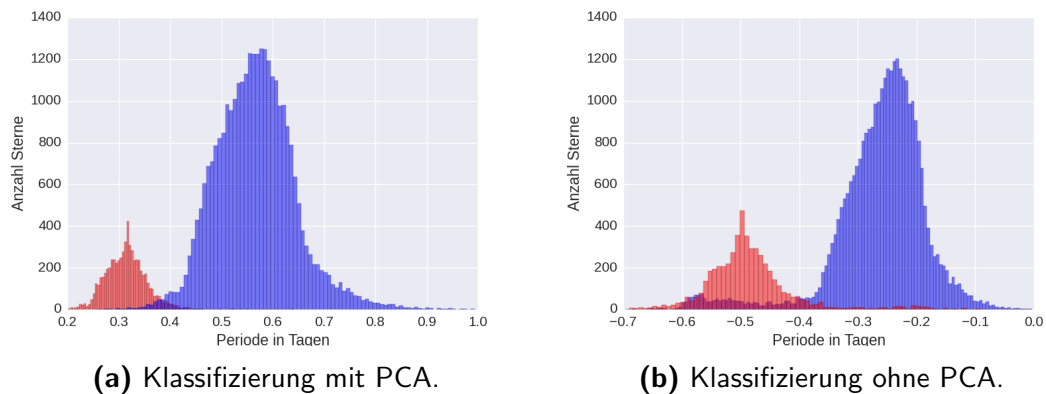 1400
1200
1000
800
600
400
200
0
Anzahl Sterne
0.2 0.3 0.4 0.5 0.6 0.7 0.8 0.9 1.0
Periode in Tagen
(a) Klassifizierung mit PCA.
1400
1200
1000
800
600
400
200
0
Anzahl Sterne
−0.7 −0.6 −0.5 −0.4 −0.3 −0.2 −0.1 0.0
Periode in Tagen
(b) Klassifizierung ohne PCA.